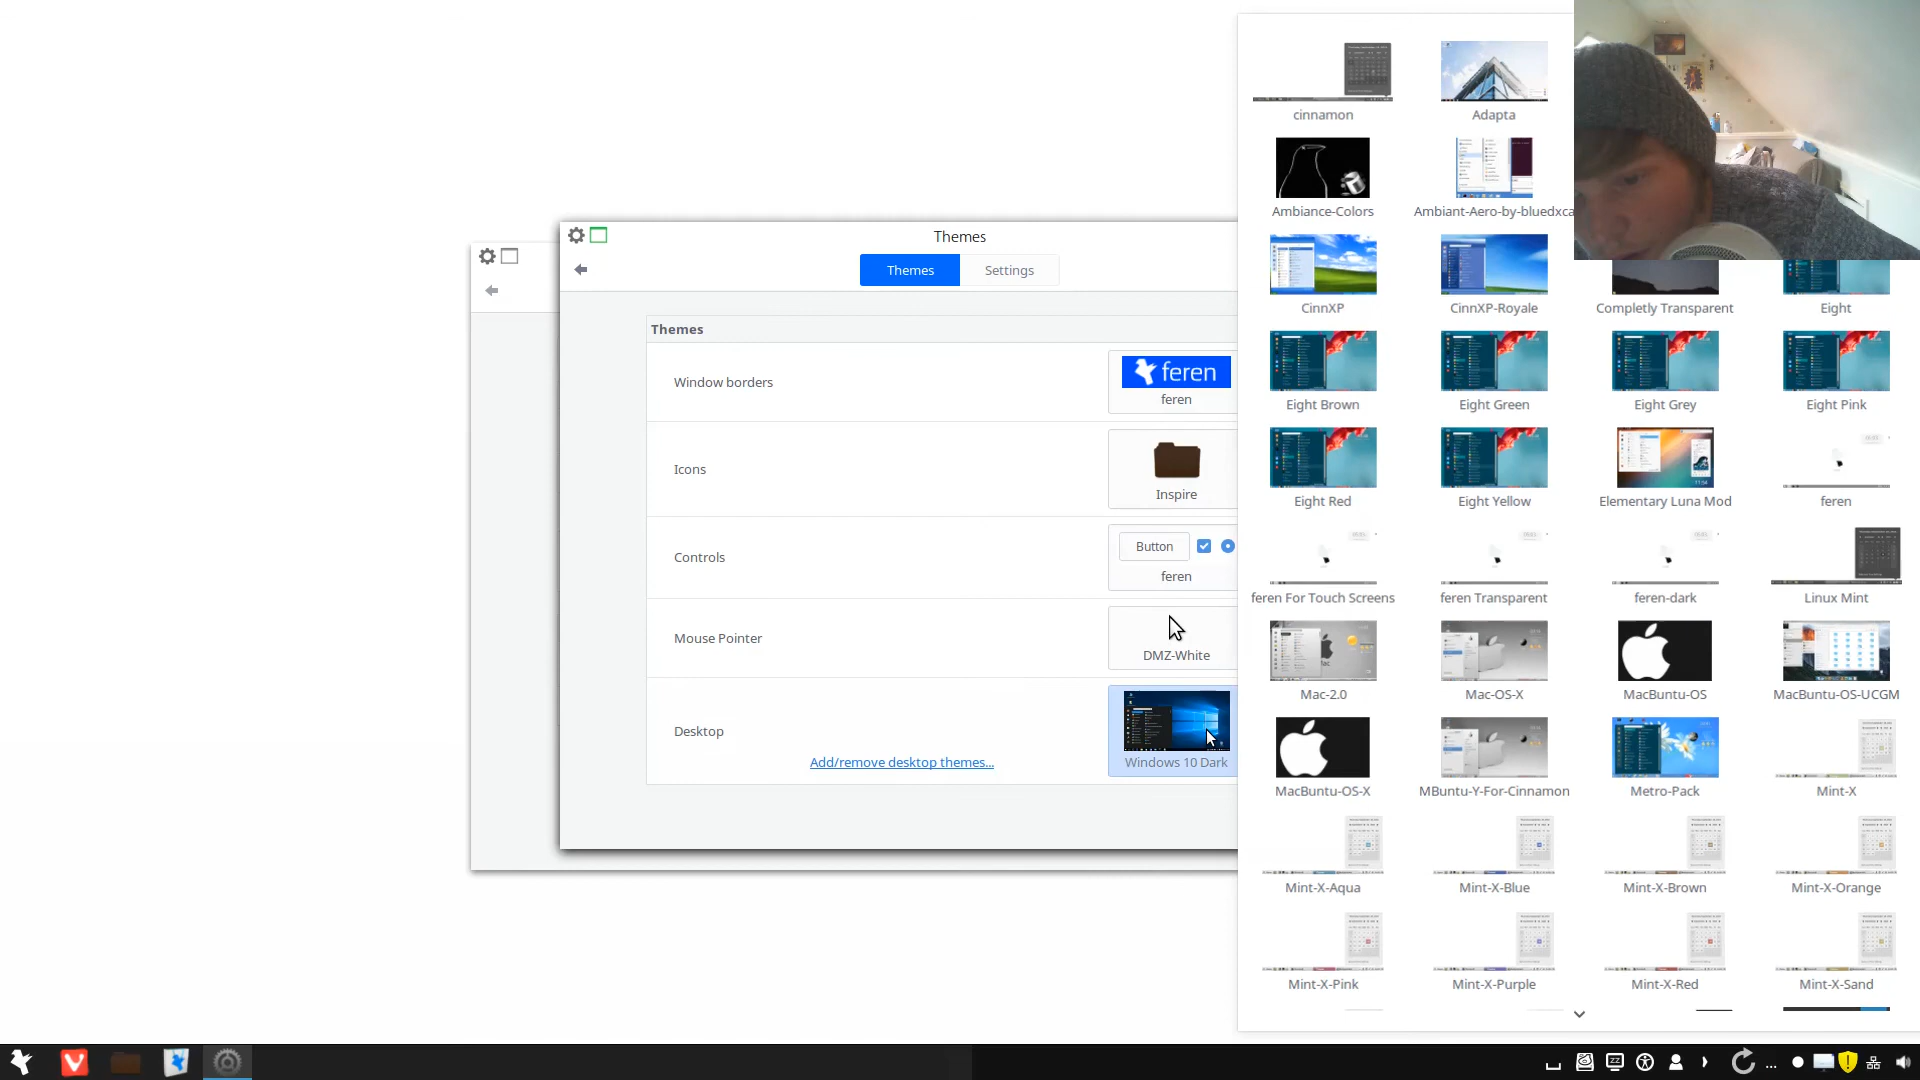 Themes
Themes Settings
Themes
Window borders
feren
feren
Icons
Inspire
Controls
Button
feren
Mouse Pointer
DMZ-White
Desktop
Add/remove desktop themes...
Windows 10 Dark
cinnamon
Adapta
Ambiance-Colors
Ambiant-Aero-by-bluedxca
CinnXP
CinnXP-Royale
Completly Transparent
Eight
Eight Brown
Eight Green
Eight Grey
Eight Pink
Eight Red
Eight Yellow
Elementary Luna Mod
feren
feren For Touch Screens
feren Transparent
feren-dark
Linux Mint
Mac-2.0
Mac-OS-X
MacBuntu-OS
MacBuntu-OS-UCGM
MacBuntu-OS-X
MBuntu-Y-For-Cinnamon
Metro-Pack
Mint-X
Mint-X-Aqua
Mint-X-Blue
Mint-X-Brown
Mint-X-Orange
Mint-X-Pink
Mint-X-Purple
Mint-X-Red
Mint-X-Sand